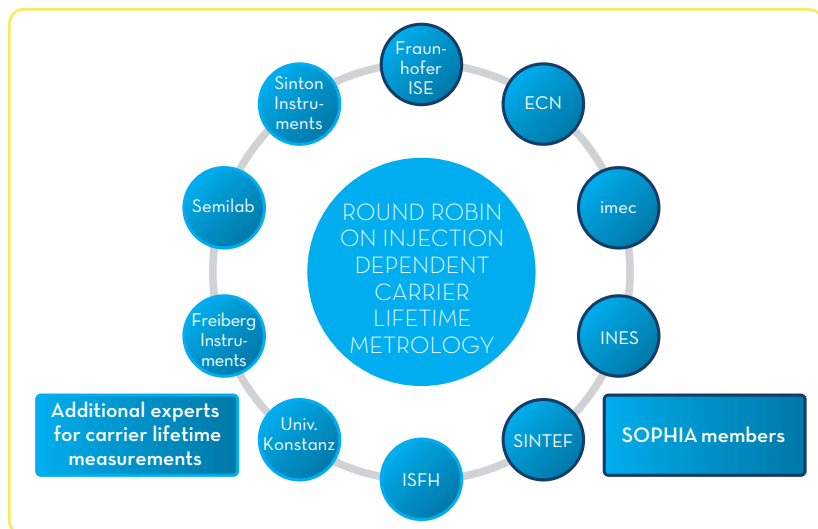 Fraun-
hofer
ISE
ECN
imec
INES
SINTEF
ISFH
Univ.
Konstanz
Freiberg
Instru-
ments
Semilab
Sinton
Instru-
ments
ROUND ROBIN
ON INJECTION
DEPENDENT
CARRIER
LIFETIME
METROLOGY
Additional experts
for carrier lifetime
measurements
SOPHIA members